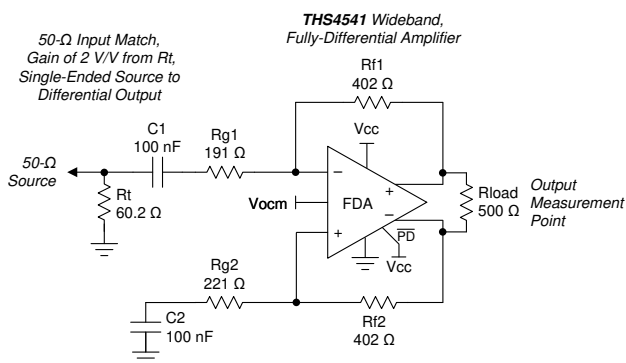 THS4541 Wideband,
Fully-Differential Amplifier
50-Ω Input Match,
Gain of 2 V/V from Rt,
Single-Ended Source to
Differential Output
Rf1
402 Ω
C1
100 nF
Rg1
191 Ω
Vcc
50-Ω
Source
Rt
60.2 Ω
Vocm
−
+
FDA
+
−
PD
Vcc
Rload
500 Ω
Output
Measurement
Point
Rg2
221 Ω
C2
100 nF
Rf2
402 Ω